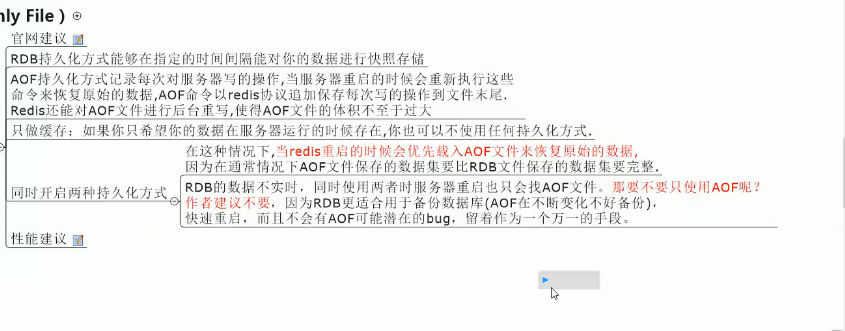 nly File )
官网建议
RDB持久化方式能够在指定的时间间隔能对你的数据进行快照存储
AOF持久化方式记录每次对服务器写的操作,当服务器重启的时候会重新执行这些
命令来恢复原始的数据,AOF命令以redis协议追加保存每次写的操作到文件末尾.
Redis还能对AOF文件进行后台重写,使得AOF文件的体积不至于过大
只做缓存：如果你只希望你的数据在服务器运行的时候存在,你也可以不使用任何持久化方式.
同时开启两种持久化方式
在这种情况下,当redis重启的时候会优先载入AOF文件来恢复原始的数据,
因为在通常情况下AOF文件保存的数据集要比RDB文件保存的数据集要完整.
RDB的数据不实时，同时使用两者时服务器重启也只会找AOF文件。那要不要只使用AOF呢？
作者建议不要，因为RDB更适合用于备份数据库(AOF在不断变化不好备份)，
快速重启，而且不会有AOF可能潜在的bug，留着作为一个万一的手段。
性能建议